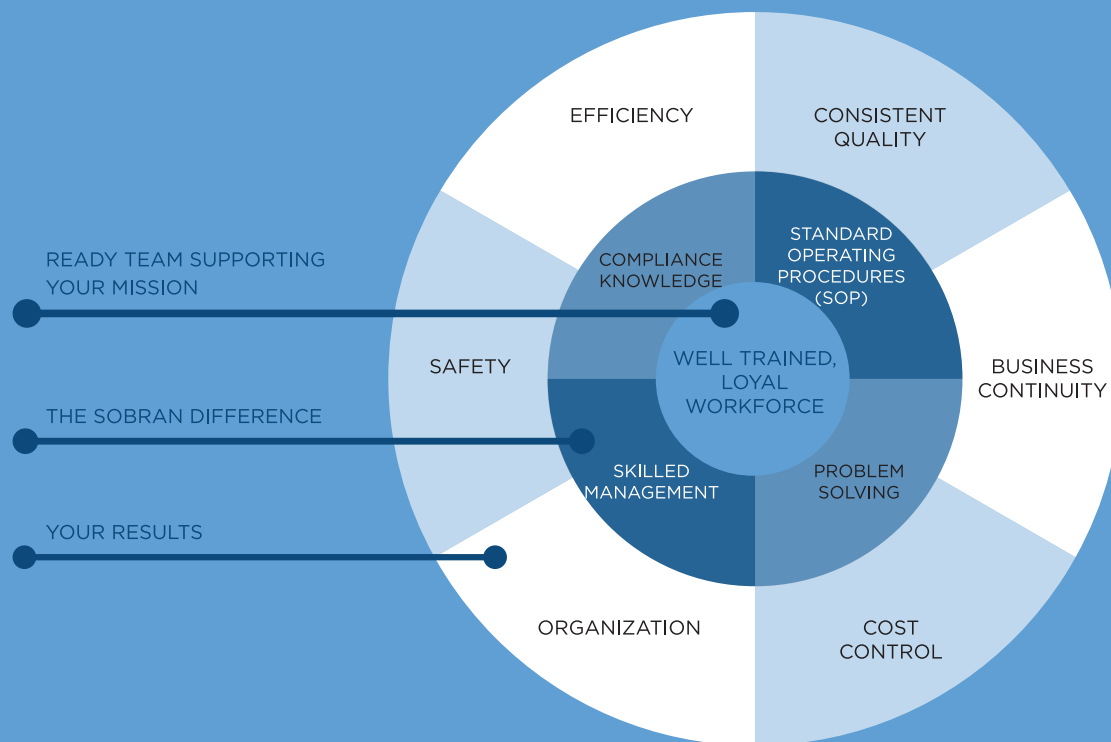 EFFICIENCY
CONSISTENT
QUALITY
READY TEAM SUPPORTING
YOUR MISSION
COMPLIANCE
KNOWLEDGE
STANDARD
OPERATING
PROCEDURES
(SOP)
SAFETY
WELL TRAINED,
LOYAL
WORKFORCE
BUSINESS
CONTINUITY
THE SOBRAN DIFFERENCE
SKILLED
MANAGEMENT
PROBLEM
SOLVING
YOUR RESULTS
ORGANIZATION
COST
CONTROL